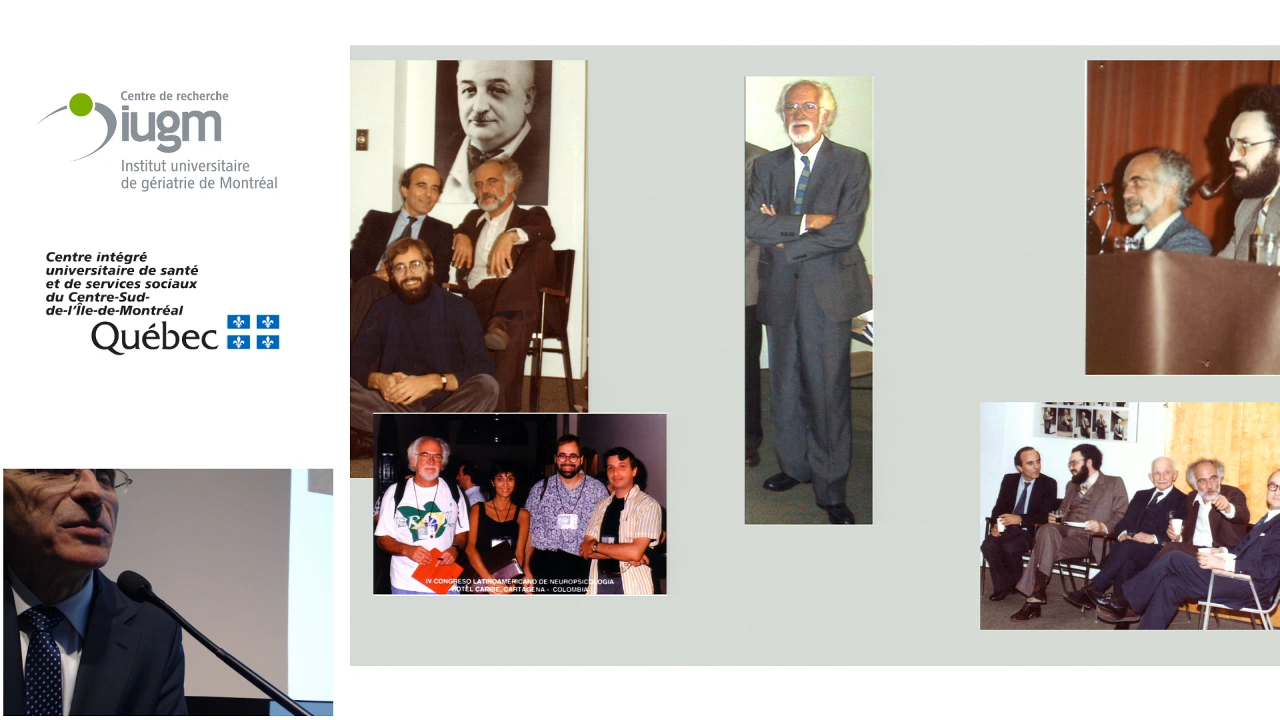 Centre de recherche
iugm
Institut universitaire
de gériatrie de Montréal
Centre intégré
universitaire de santé
et de services sociaux
du Centre-Sud-
de-l'Île-de-Montréal
Québec
IV CONGRESO LATINOAMERICANO DE NEUROPSICOLOGIA
HOTEL CARIBE, CARTAGENA - COLOMBIA